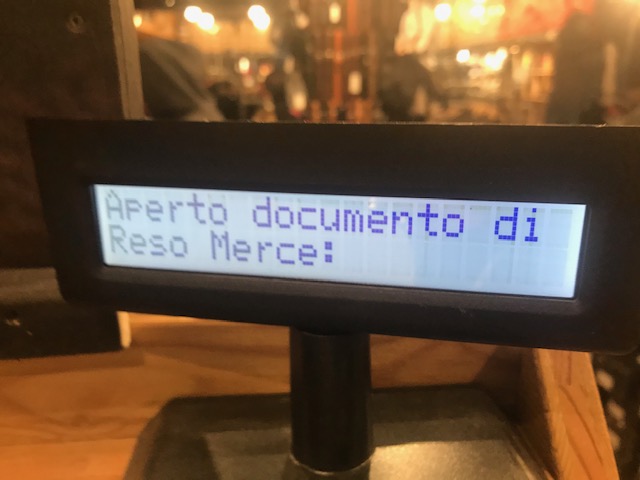 Aperto documento di
Reso Merce: